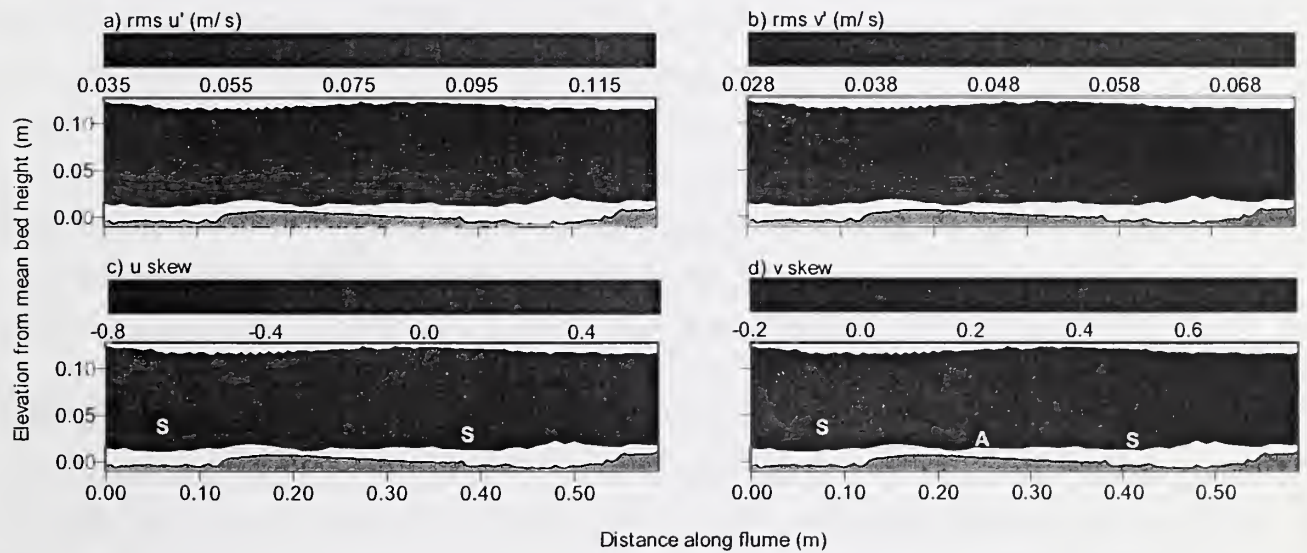 a) rms u' (m/ s)
b) rms v' (m/ s)
0.035 0.055 0.075 0.095 0.115
0.028 0.038 0.048 0.058 0.068
Elevation from mean bed height (m)
0.10
0.05
0.00
c) u skew
d) v skew
-0.8 -0.4 0.0 0.4
-0.2 0.0 0.2 0.4 0.6
0.10
0.05
0.00
S S
S A S
0.00 0.10 0.20 0.30 0.40 0.50
0.00 0.10 0.20 0.30 0.40 0.50
Distance along flume (m)